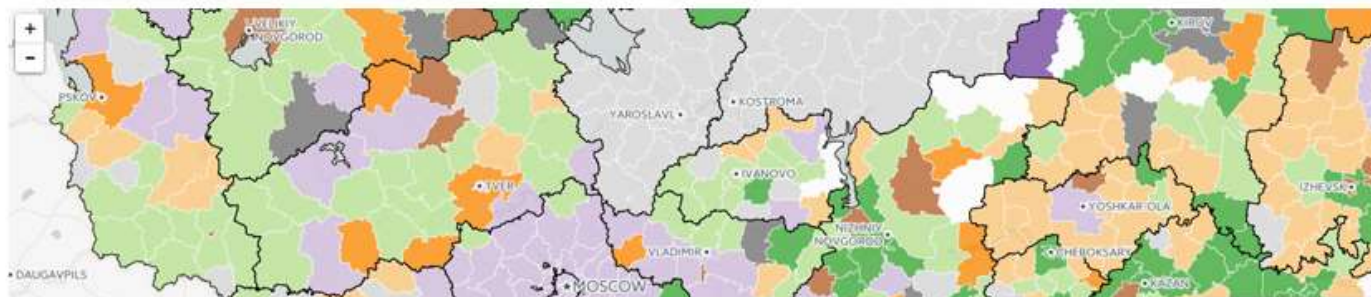 +
−
VELIKIY
NOVGOROD
KIROV
PSKOV
YAROSLAVL
KOSTROMA
IVANOVO
TVER
IZHEVSK
YOSHKAR OLA
NIZHNIY
NOVGOROD
VLADIMIR
CHEBOKSARY
DAUGAVPILS
MOSCOW
KAZAN